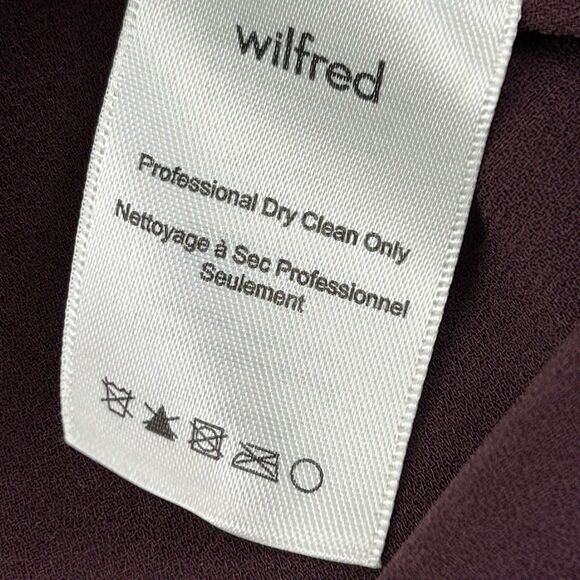 wilfred
Professional Dry Clean Only
Nettoyage à Sec Professionnel
Seulement